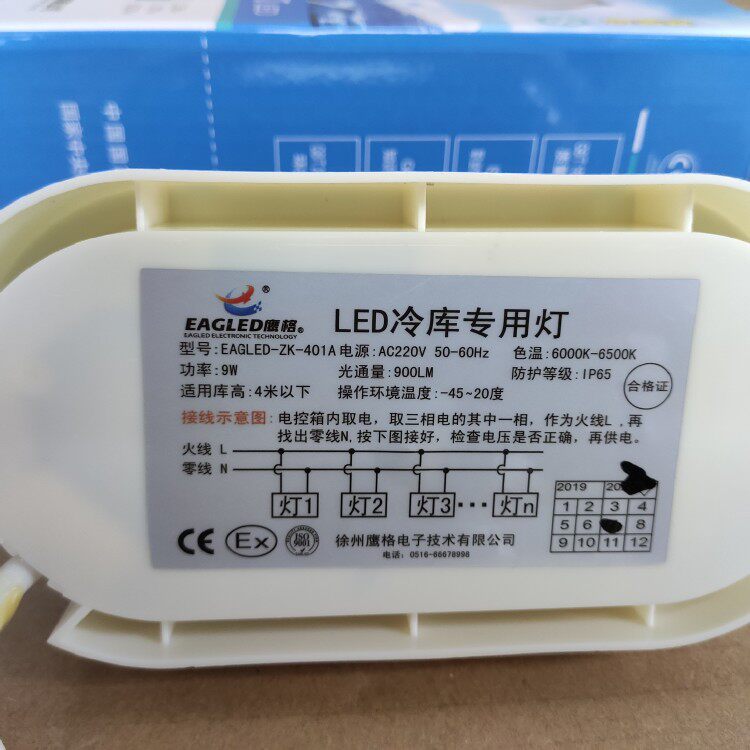 ®
EAGLED鹰格®
EAGLED ELECTRONIC TECHNOLOGY
LED冷库专用灯
型号:EAGLED-ZK-401A 电源:AC220V 50-60Hz 色温:6000K-6500K
功率:9W 光通量:900LM 防护等级:IP65
适用库高:4米以下 操作环境温度:-45~20度
合格证
接线示意图:电控箱内取电,取三相电的其中一相,作为火线L,再
找出零线N,按下图接好,检查电压是否正确,再供电。
火线 L
零线 N
灯1 灯2 灯3 ··· 灯n
2019
1 2 3 4
5 6 8
9 10 11 12
CE Ex ISO 9001
徐州鹰格电子技术有限公司
电话:0516-66678998
中国
国家